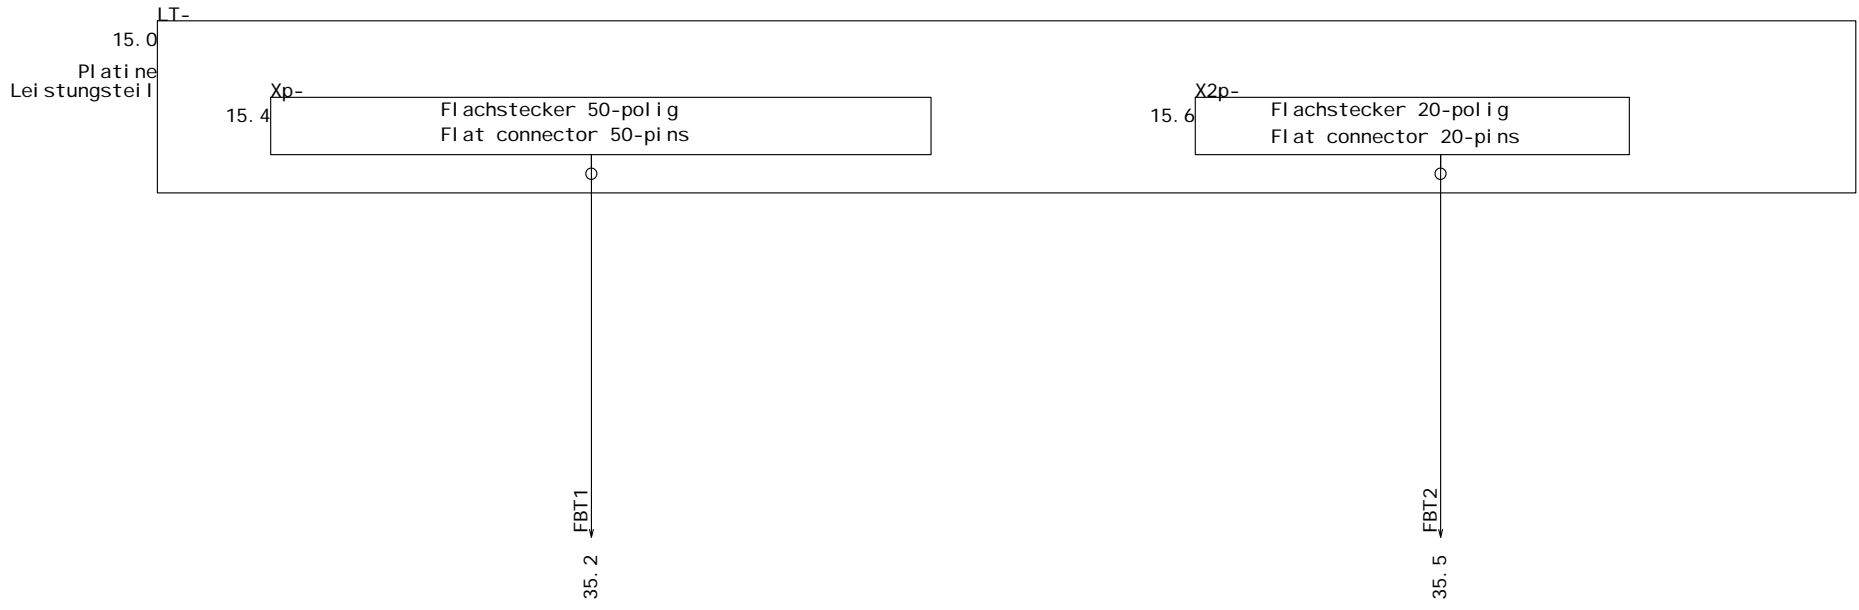 LT-
15.0
Platine
Leistungsteil
Xp-
15.4
Flachstecker 50-polig
Flat connector 50-pins
X2p-
15.6
Flachstecker 20-polig
Flat connector 20-pins
FBT1
35.2
FBT2
35.5